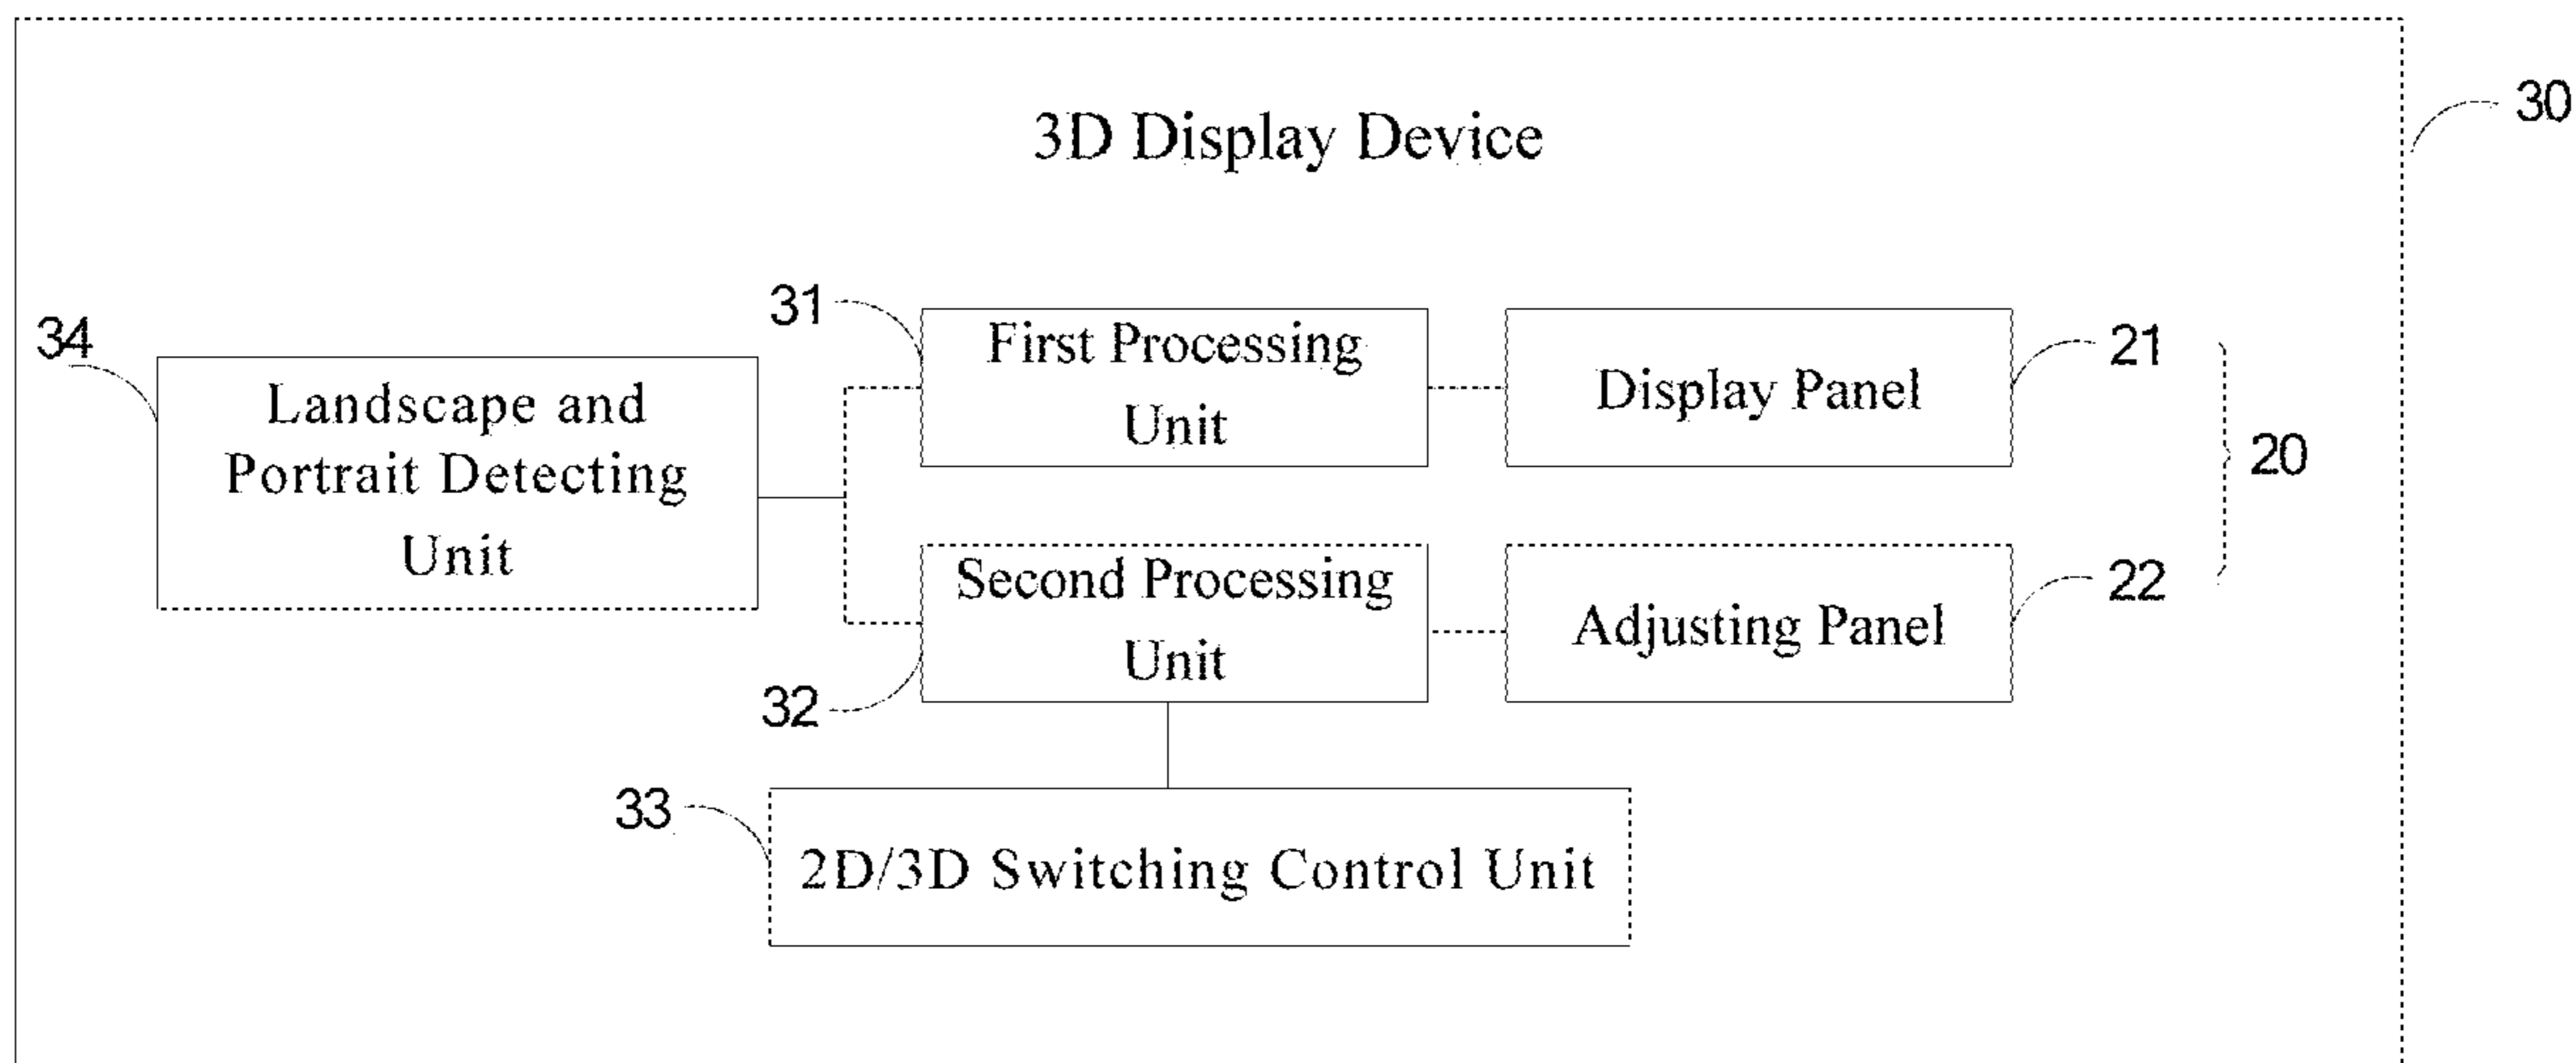 3D Display Device
30
31
First Processing
Unit
Display Panel
21
34
Landscape and
Portrait Detecting
Unit
20
Second Processing
Unit
Adjusting Panel
22
32
33
2D/3D Switching Control Unit